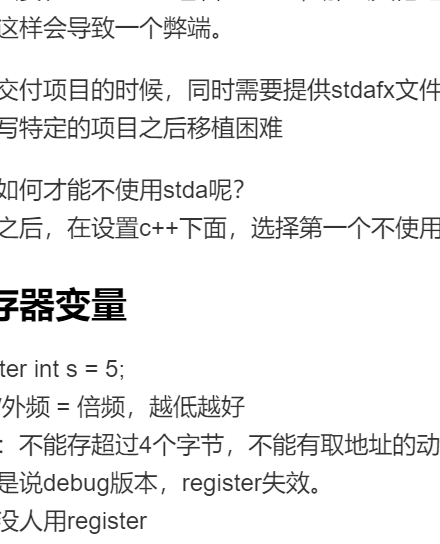 这样会导致一个弊端。
交付项目的时候，同时需要提供stdafx文件
写特定的项目之后移植困难
如何才能不使用stda呢？
之后，在设置c++下面，选择第一个不使用
存器变量
ter int s = 5;
/外频 = 倍频，越低越好
：不能存超过4个字节，不能有取地址的动
是说debug版本，register失效。
没人用register